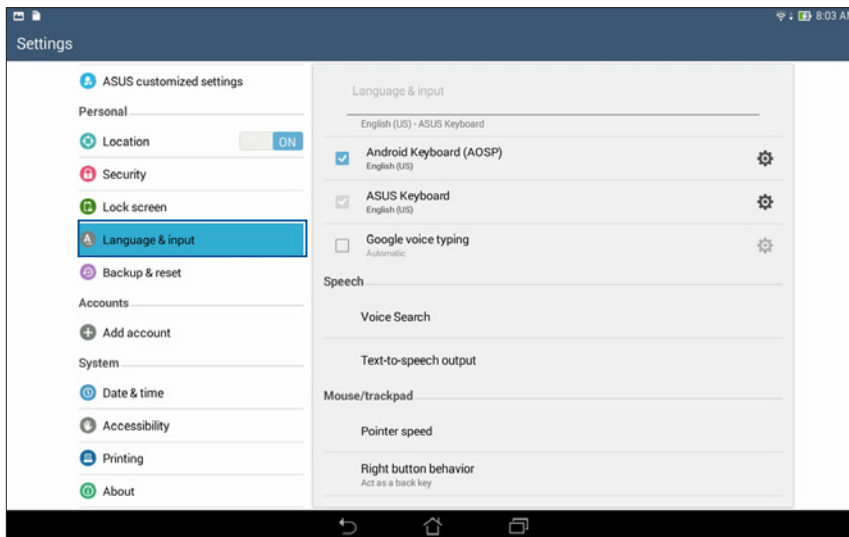 8:03 AM
Settings
ASUS customized settings
Personal
Location
ON
Security
Lock screen
A Language & input
Backup & reset
Accounts
Add account
System
Date & time
Accessibility
Printing
About
Language & input
English (US) - ASUS Keyboard
Android Keyboard (AOSP)
English (US)
ASUS Keyboard
English (US)
Google voice typing
Automatic
Speech
Voice Search
Text-to-speech output
Mouse/trackpad
Pointer speed
Right button behavior
Act as a back key